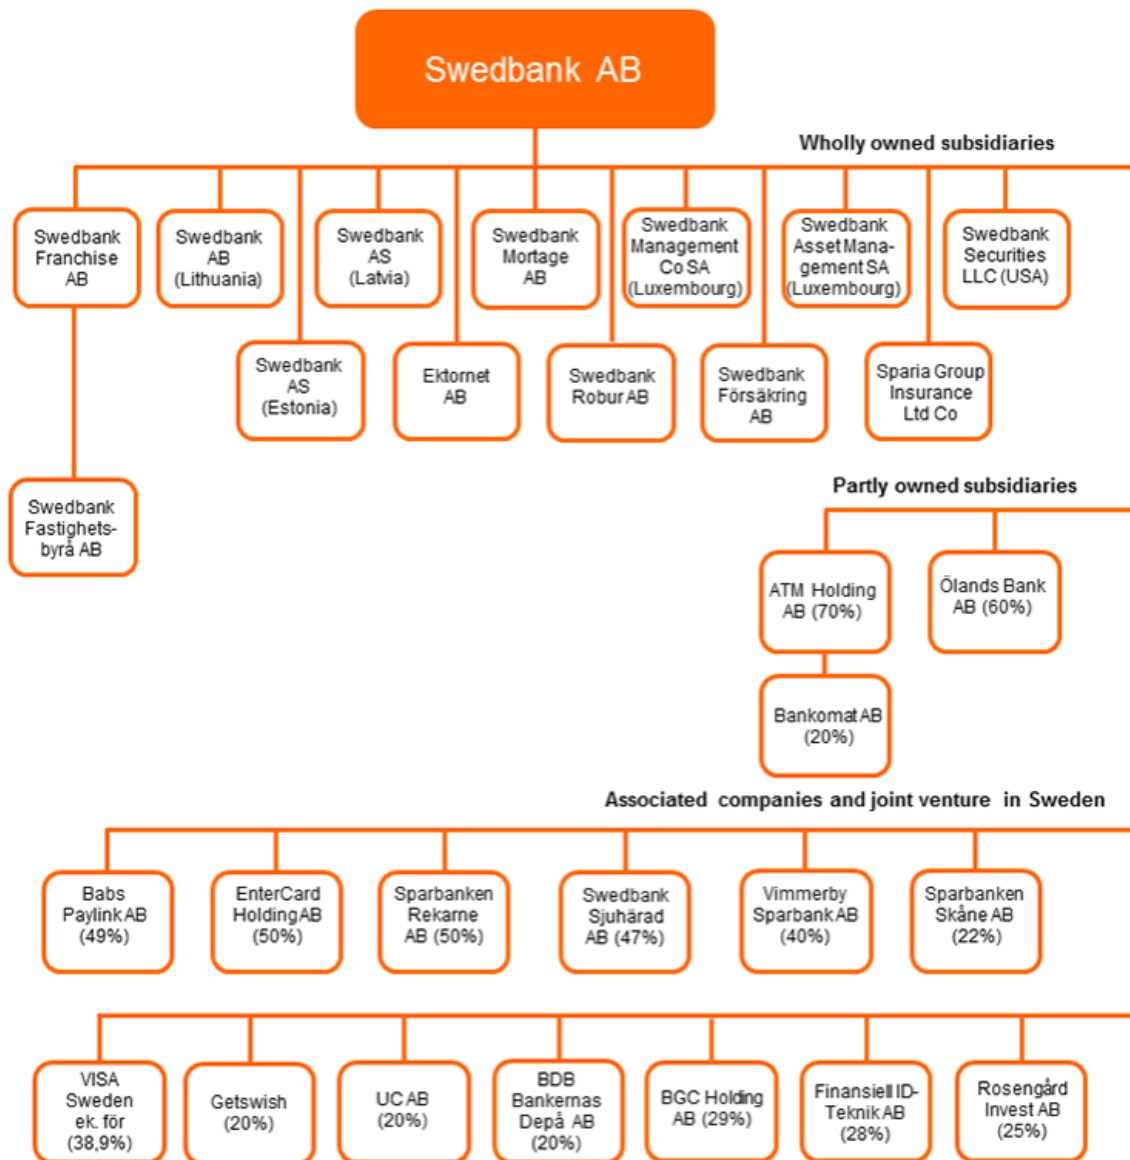 Swedbank AB
Wholly owned subsidiaries
Swedbank
Franchise
AB
Swedbank
AB
(Lithuania)
Swedbank
AS
(Latvia)
Swedbank
Mortage
AB
Swedbank
Management
Co SA
(Luxembourg)
Swedbank
Asset Mana-
gement SA
(Luxembourg)
Swedbank
Securities
LLC (USA)
Swedbank
AS
(Estonia)
Ektornet
AB
Swedbank
Robur AB
Swedbank
Försäkring
AB
Sparia Group
Insurance
Ltd Co
Swedbank
Fastighets-
byrå AB
Partly owned subsidiaries
ATM Holding
AB (70%)
Ölands Bank
AB (60%)
Bankomat AB
(20%)
Associated companies and joint venture in Sweden
Babs
Paylink AB
(49%)
EnterCard
Holding AB
(50%)
Sparbanken
Rekarne
AB (50%)
Swedbank
Sjuhärad
AB (47%)
Vimmerby
Sparbank AB
(40%)
Sparbanken
Skåne AB
(22%)
VISA
Sweden
ek. för
(38,9%)
Getswish
(20%)
UC AB
(20%)
BDB
Bankernas
Depå AB
(20%)
BGC Holding
AB (29%)
Finansiell ID-
Teknik AB
(28%)
Rosengård
Invest AB
(25%)